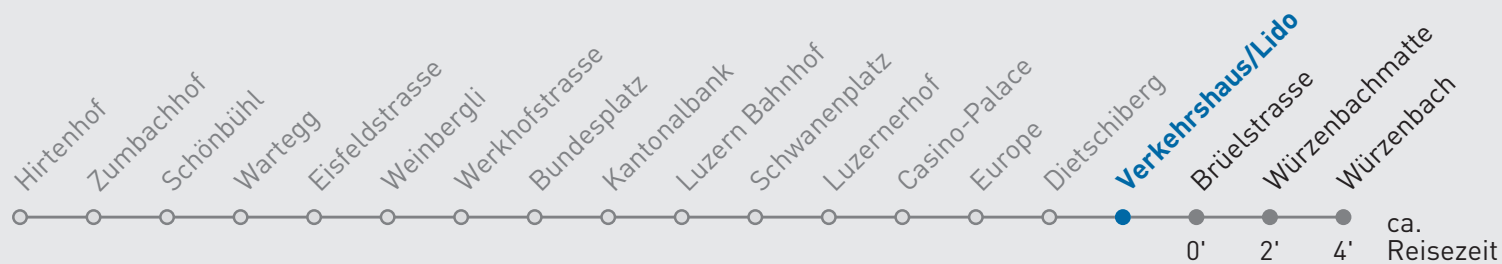 Hirtenhof
Zumbachhof
Schönbühl
Wartegg
Eisfeldstrasse
Weinbergli
Werkhofstrasse
Bundesplatz
Kantonalbank
Luzern Bahnhof
Schwanenplatz
Luzernerhof
Casino-Palace
Europe
Dietschiberg
Verkehrshaus/Lido
Brüelstrasse
Würzenbachmatte
Würzenbach
0' 2' 4' ca.
Reisezeit